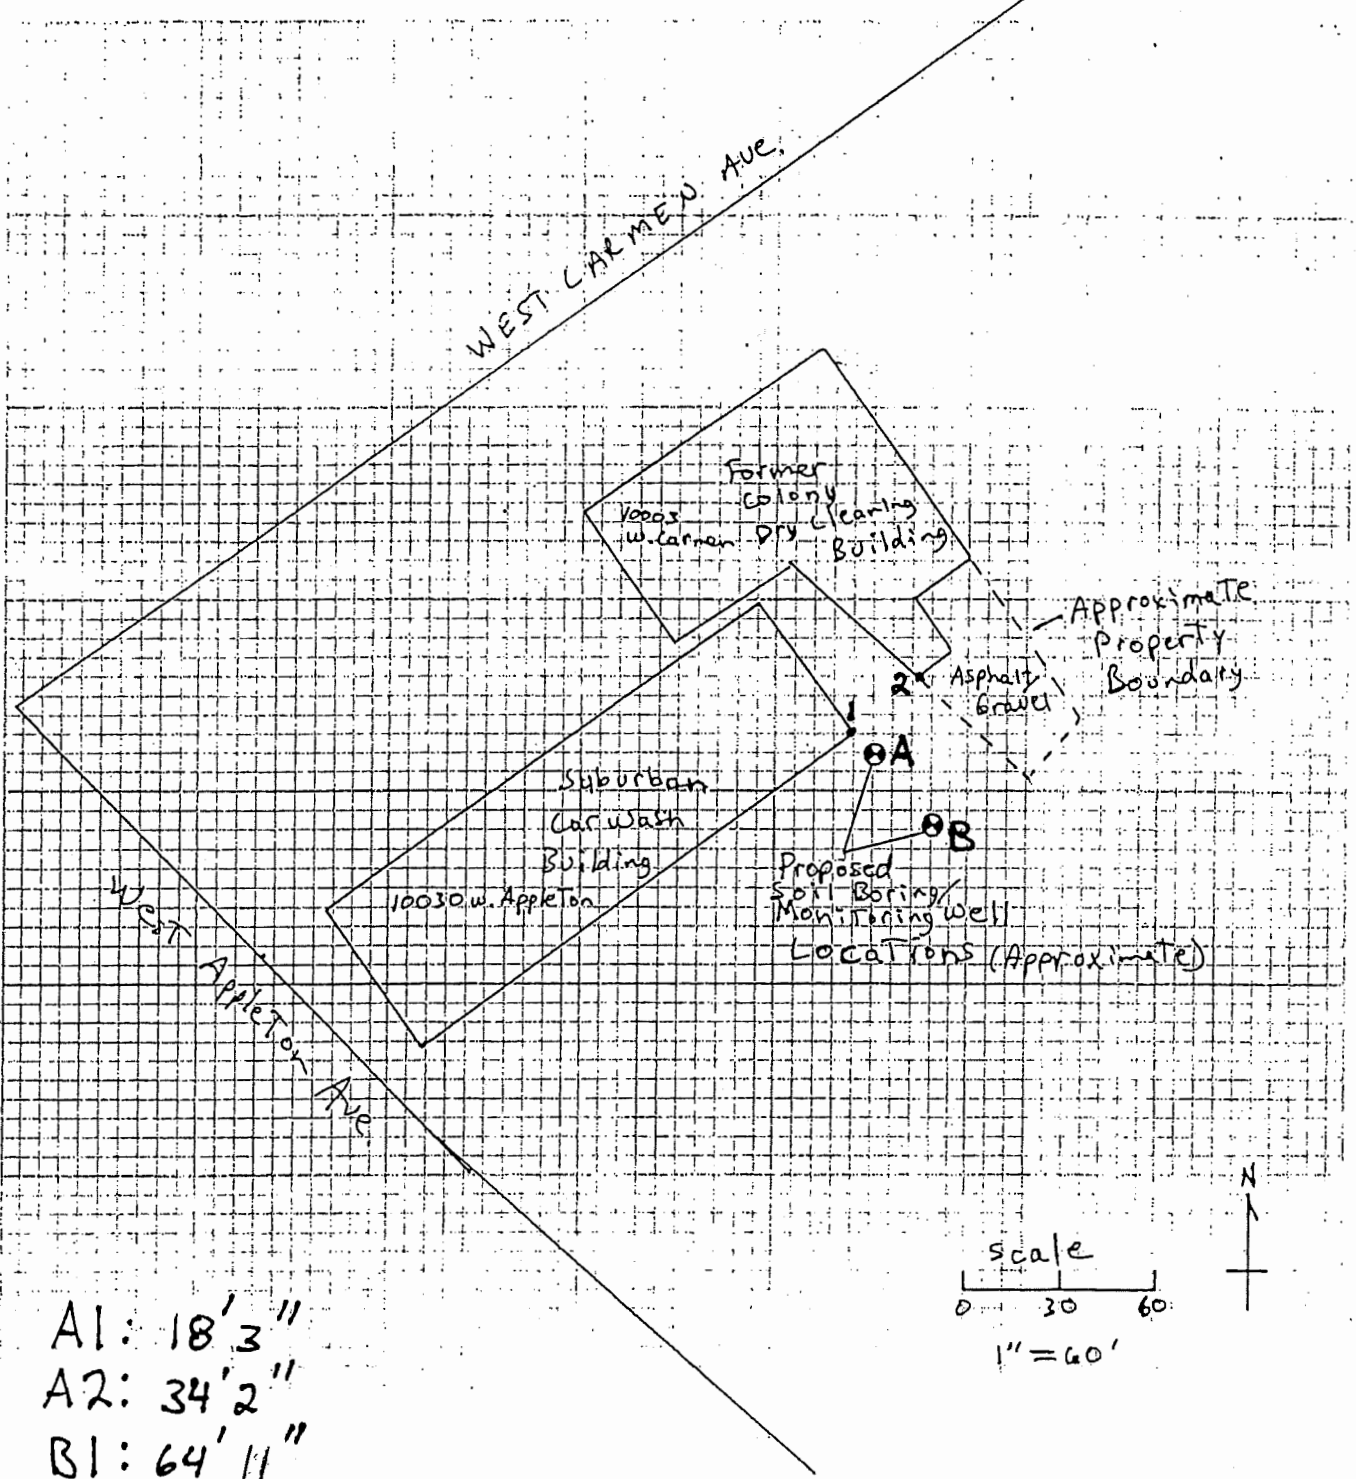 WEST CARMEN AVE.
Former
Colony
10003
W. Carmen
Dry Cleaning
Building
Approximate
Property
Boundary
2
Asphalt
Gravel
1
A
B
Suburban
Car Wash
Building
10030 W. Appleton
Proposed
Soil Boring/
Monitoring Well
Locations (Approximate)
West Appleton Ave
N
scale
0 30 60
1"=60'
A1: 18'3"
A2: 34'2"
B1: 64'11"